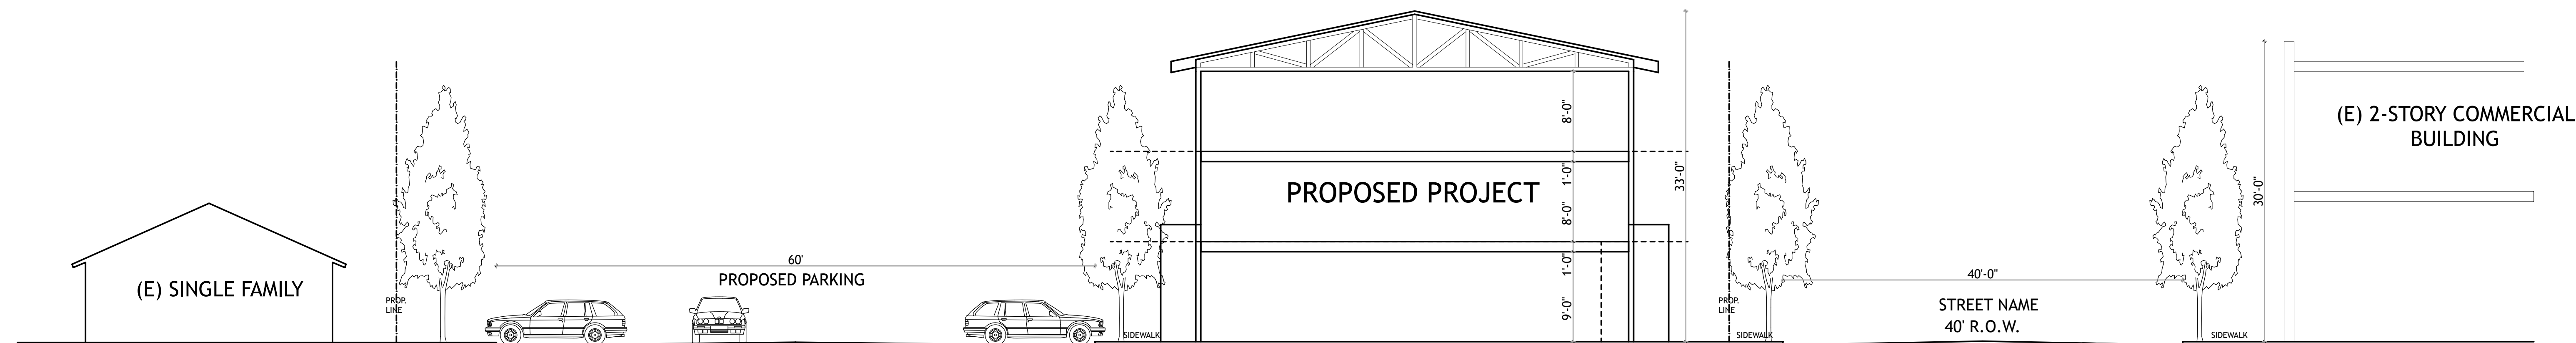 (E) SINGLE FAMILY
PROP.
LINE
60'
PROPOSED PARKING
SIDEWALK
PROPOSED PROJECT
8'-0"
1'-0"
8'-0"
1'-0"
9'-0"
33'-0"
PROP.
LINE
SIDEWALK
40'-0"
STREET NAME
40' R.O.W.
SIDEWALK
30'-0"
(E) 2-STORY COMMERCIAL
BUILDING